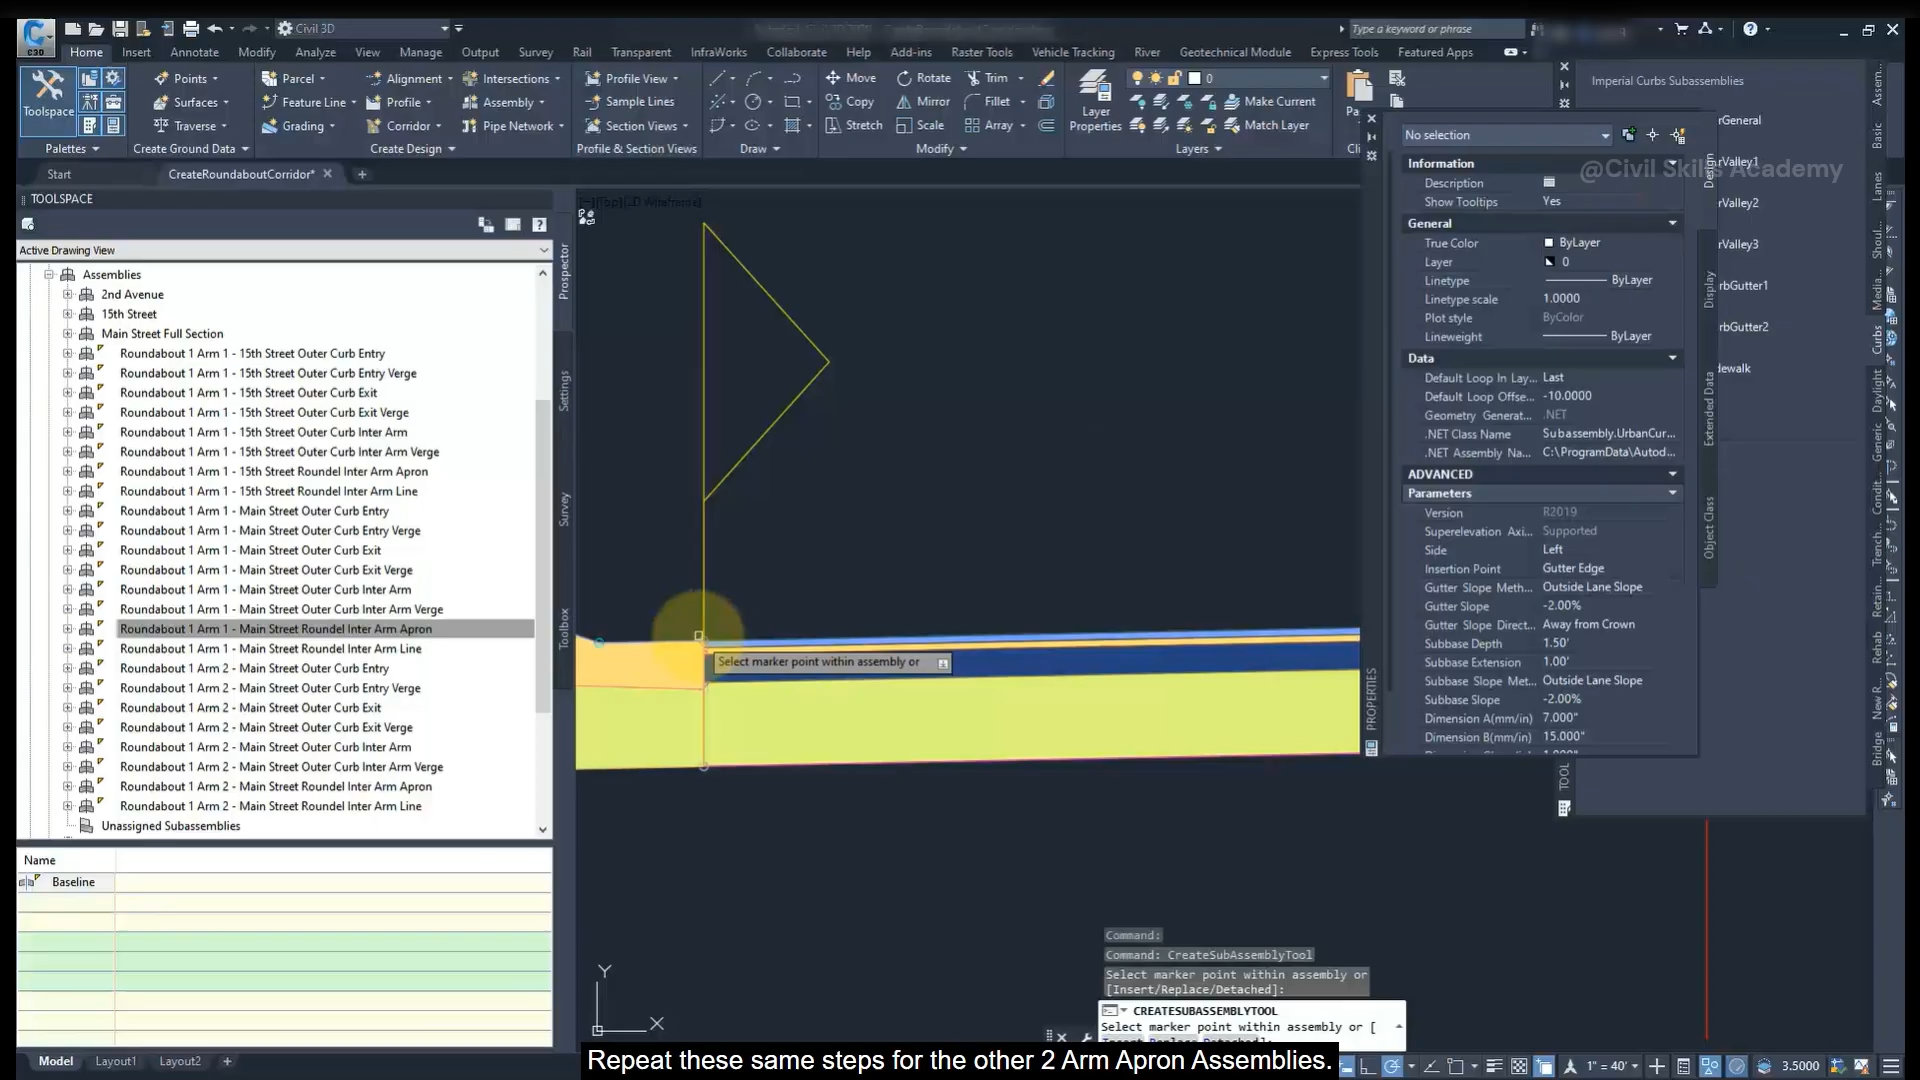 Civil 3D
Type a keyword or phrase
Home Insert Annotate Modify Analyze View Manage Output Survey Rail Transparent InfraWorks Collaborate Help Add-ins Raster Tools Vehicle Tracking River Geotechnical Module Express Tools Featured Apps
Toolspace
Palettes
Points
Surfaces
Traverse
Create Ground Data
Parcel
Feature Line
Grading
Alignment
Profile
Corridor
Intersections
Assembly
Pipe Network
Create Design
Profile View
Sample Lines
Section Views
Profile & Section Views
Draw
Move
Copy
Stretch
Rotate
Mirror
Scale
Trim
Fillet
Array
Modify
Layer
Properties
0
Make Current
Match Layer
Layers
Start
CreateRoundaboutCorridor*
TOOLSPACE
Active Drawing View
Assemblies
2nd Avenue
15th Street
Main Street Full Section
Roundabout 1 Arm 1 - 15th Street Outer Curb Entry
Roundabout 1 Arm 1 - 15th Street Outer Curb Entry Verge
Roundabout 1 Arm 1 - 15th Street Outer Curb Exit
Roundabout 1 Arm 1 - 15th Street Outer Curb Exit Verge
Roundabout 1 Arm 1 - 15th Street Outer Curb Inter Arm
Roundabout 1 Arm 1 - 15th Street Outer Curb Inter Arm Verge
Roundabout 1 Arm 1 - 15th Street Roundel Inter Arm Apron
Roundabout 1 Arm 1 - 15th Street Roundel Inter Arm Line
Roundabout 1 Arm 1 - Main Street Outer Curb Entry
Roundabout 1 Arm 1 - Main Street Outer Curb Entry Verge
Roundabout 1 Arm 1 - Main Street Outer Curb Exit
Roundabout 1 Arm 1 - Main Street Outer Curb Exit Verge
Roundabout 1 Arm 1 - Main Street Outer Curb Inter Arm
Roundabout 1 Arm 1 - Main Street Outer Curb Inter Arm Verge
Roundabout 1 Arm 1 - Main Street Roundel Inter Arm Apron
Roundabout 1 Arm 1 - Main Street Roundel Inter Arm Line
Roundabout 1 Arm 2 - Main Street Outer Curb Entry
Roundabout 1 Arm 2 - Main Street Outer Curb Entry Verge
Roundabout 1 Arm 2 - Main Street Outer Curb Exit
Roundabout 1 Arm 2 - Main Street Outer Curb Exit Verge
Roundabout 1 Arm 2 - Main Street Outer Curb Inter Arm
Roundabout 1 Arm 2 - Main Street Outer Curb Inter Arm Verge
Roundabout 1 Arm 2 - Main Street Roundel Inter Arm Apron
Roundabout 1 Arm 2 - Main Street Roundel Inter Arm Line
Unassigned Subassemblies
Name
Baseline
Prospector
Settings
Survey
Toolbox
Select marker point within assembly or
Y
X
Command:
Command: CreateSubAssemblyTool
Select marker point within assembly or
[Insert/Replace/Detached]:
CREATESUBASSEMBLYTOOL
Select marker point within assembly or [
PROPERTIES
No selection
Information
Description
Show Tooltips Yes
General
True Color ByLayer
Layer 0
Linetype ByLayer
Linetype scale 1.0000
Plot style ByColor
Lineweight ByLayer
Data
Default Loop In Lay... Last
Default Loop Offse... -10.0000
Geometry Generat... .NET
.NET Class Name Subassembly.UrbanCur...
.NET Assembly Na... C:\ProgramData\Autod...
ADVANCED
Parameters
Version R2019
Superelevation Axi... Supported
Side Left
Insertion Point Gutter Edge
Gutter Slope Meth... Outside Lane Slope
Gutter Slope -2.00%
Gutter Slope Direct... Away from Crown
Subbase Depth 1.50'
Subbase Extension 1.00'
Subbase Slope Met... Outside Lane Slope
Subbase Slope -2.00%
Dimension A(mm/in) 7.000"
Dimension B(mm/in) 15.000"
Design
Display
Extended Data
Object Class
Imperial Curbs Subassemblies
rGeneral
rValley1
rValley2
rValley3
rbGutter1
rbGutter2
dewalk
@Civil Skills Academy
Assem...
Basic
Lanes
Shoul...
Media...
Curbs
Daylight
Generic
Condit...
Trench...
Retain...
Rehab
New R...
Bridge
TOOL
Model Layout1 Layout2
1" = 40' 3.5000
Repeat these same steps for the other 2 Arm Apron Assemblies.